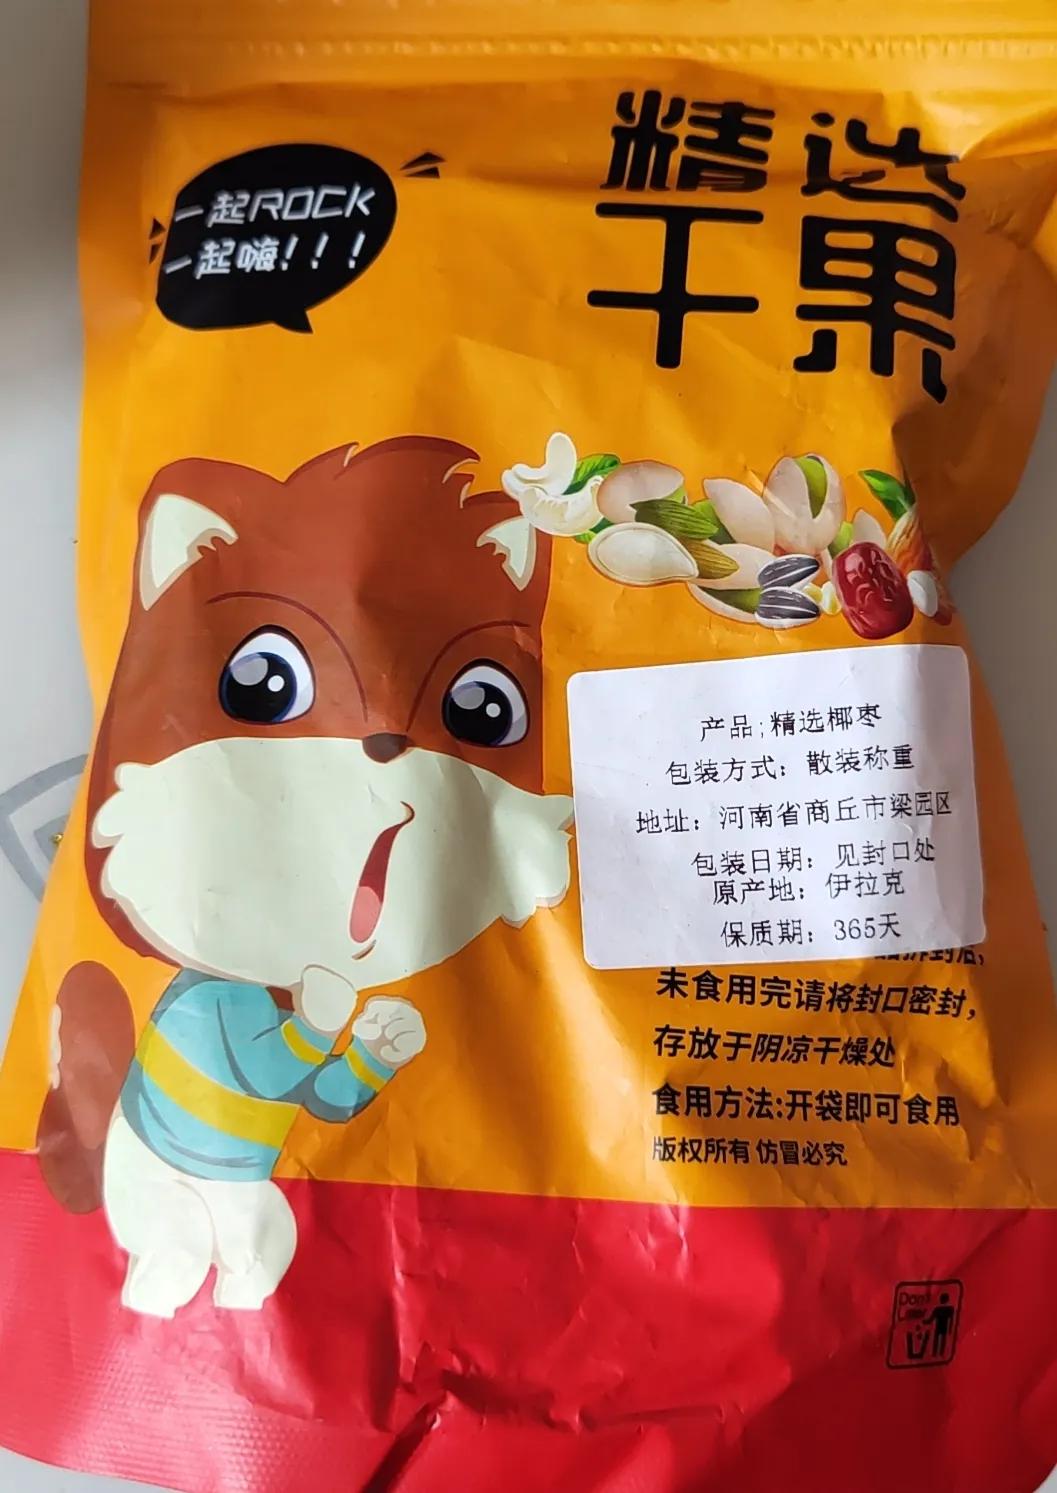 精选
干果
一起ROCK
一起嗨!!!
产品;精选椰枣
包装方式：散装称重
地址：河南省商丘市梁园区
包装日期：见封口处
原产地：伊拉克
保质期：365天
未食用完请将封口密封，
存放于阴凉干燥处
食用方法:开袋即可食用
版权所有 仿冒必究
Don't
Litter